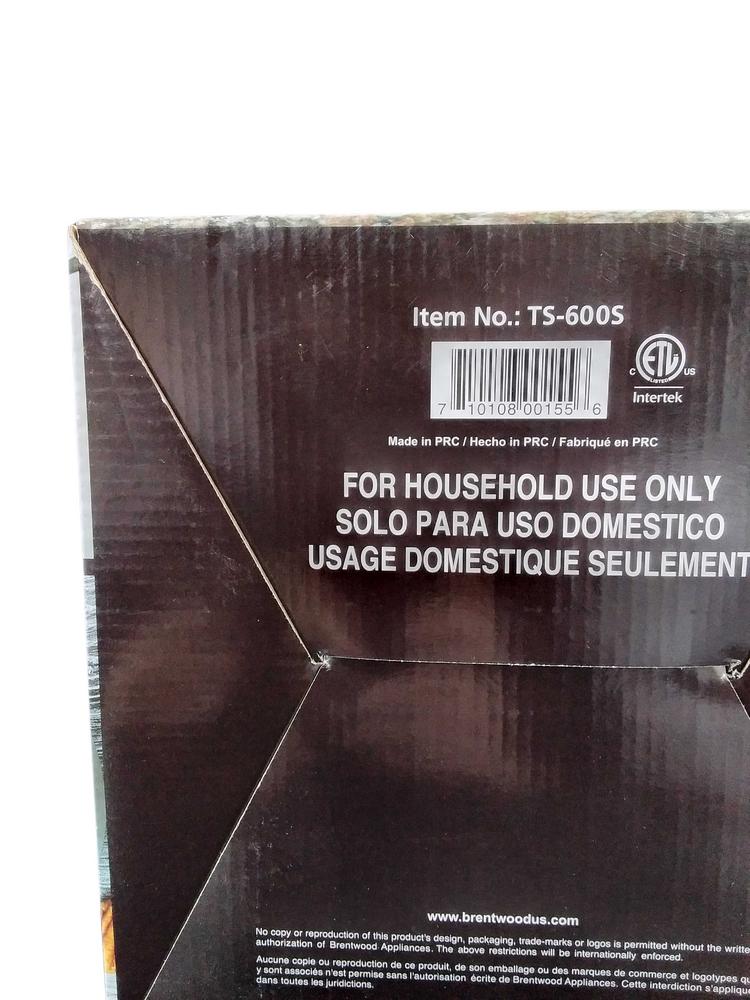 Item No.: TS-600S
7 10108 00155 6
C ETL US
LISTED
Intertek
Made in PRC / Hecho in PRC / Fabriqué en PRC
FOR HOUSEHOLD USE ONLY
SOLO PARA USO DOMESTICO
USAGE DOMESTIQUE SEULEMENT
www.brentwoodus.com
No copy or reproduction of this product's design, packaging, trade-marks or logos is permitted without the
authorization of Brentwood Appliances. The above restrictions will be internationally enforced.
Aucune copie ou reproduction de ce produit, de son emballage ou des marques de commerce et logotypes
y sont associés n'est permise sans l'autorisation écrite de Brentwood Appliances. Cette interdiction
dans toutes les juridictions.